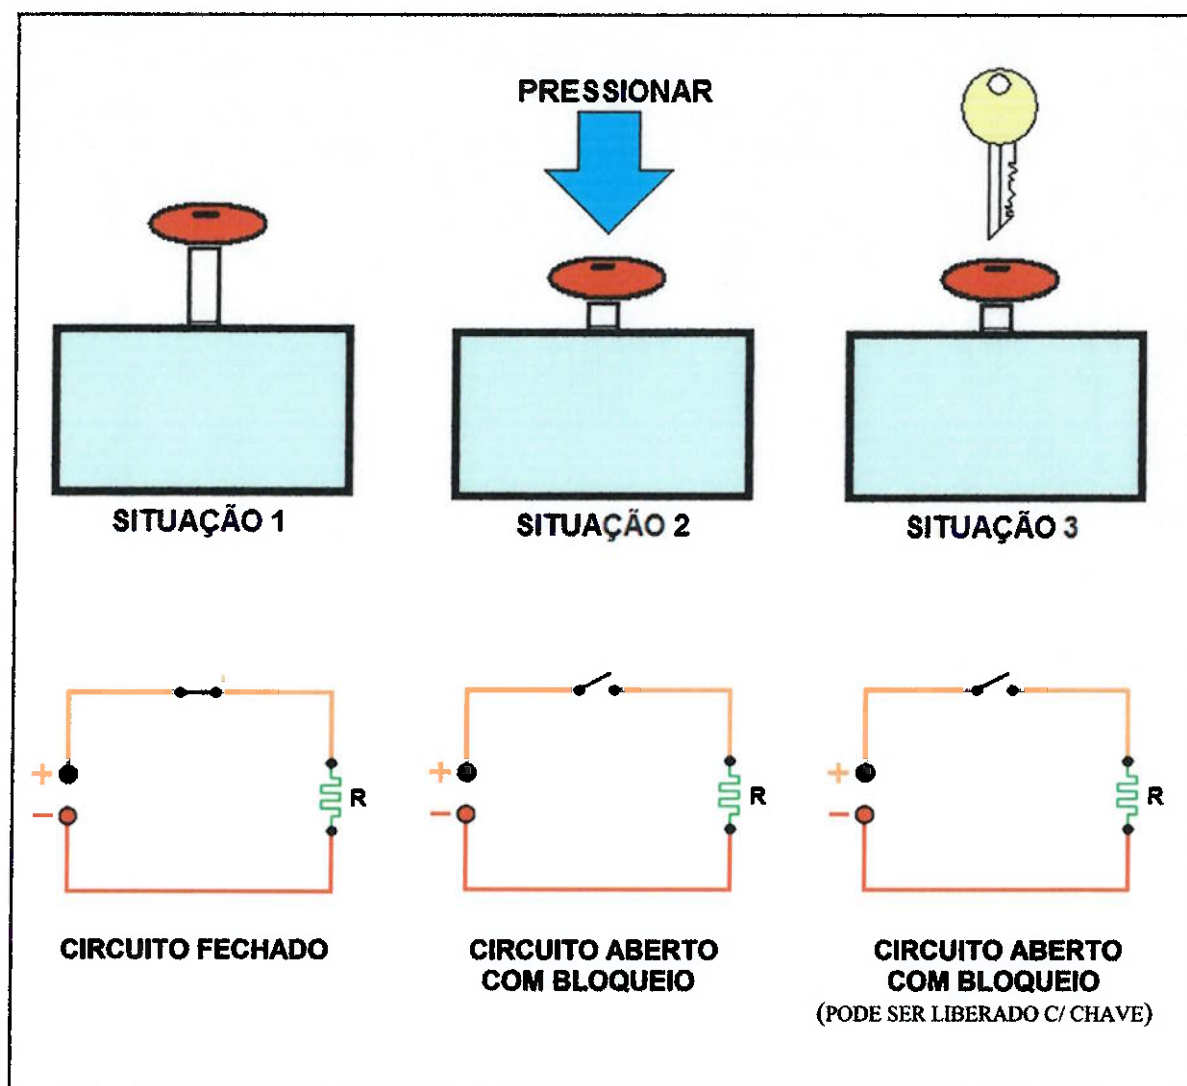 PRESSIONAR
SITUAÇÃO 1
SITUAÇÃO 2
SITUAÇÃO 3
+
−
R
+
−
R
+
−
R
CIRCUITO FECHADO
CIRCUITO ABERTO
COM BLOQUEIO
CIRCUITO ABERTO
COM BLOQUEIO
(PODE SER LIBERADO C/ CHAVE)